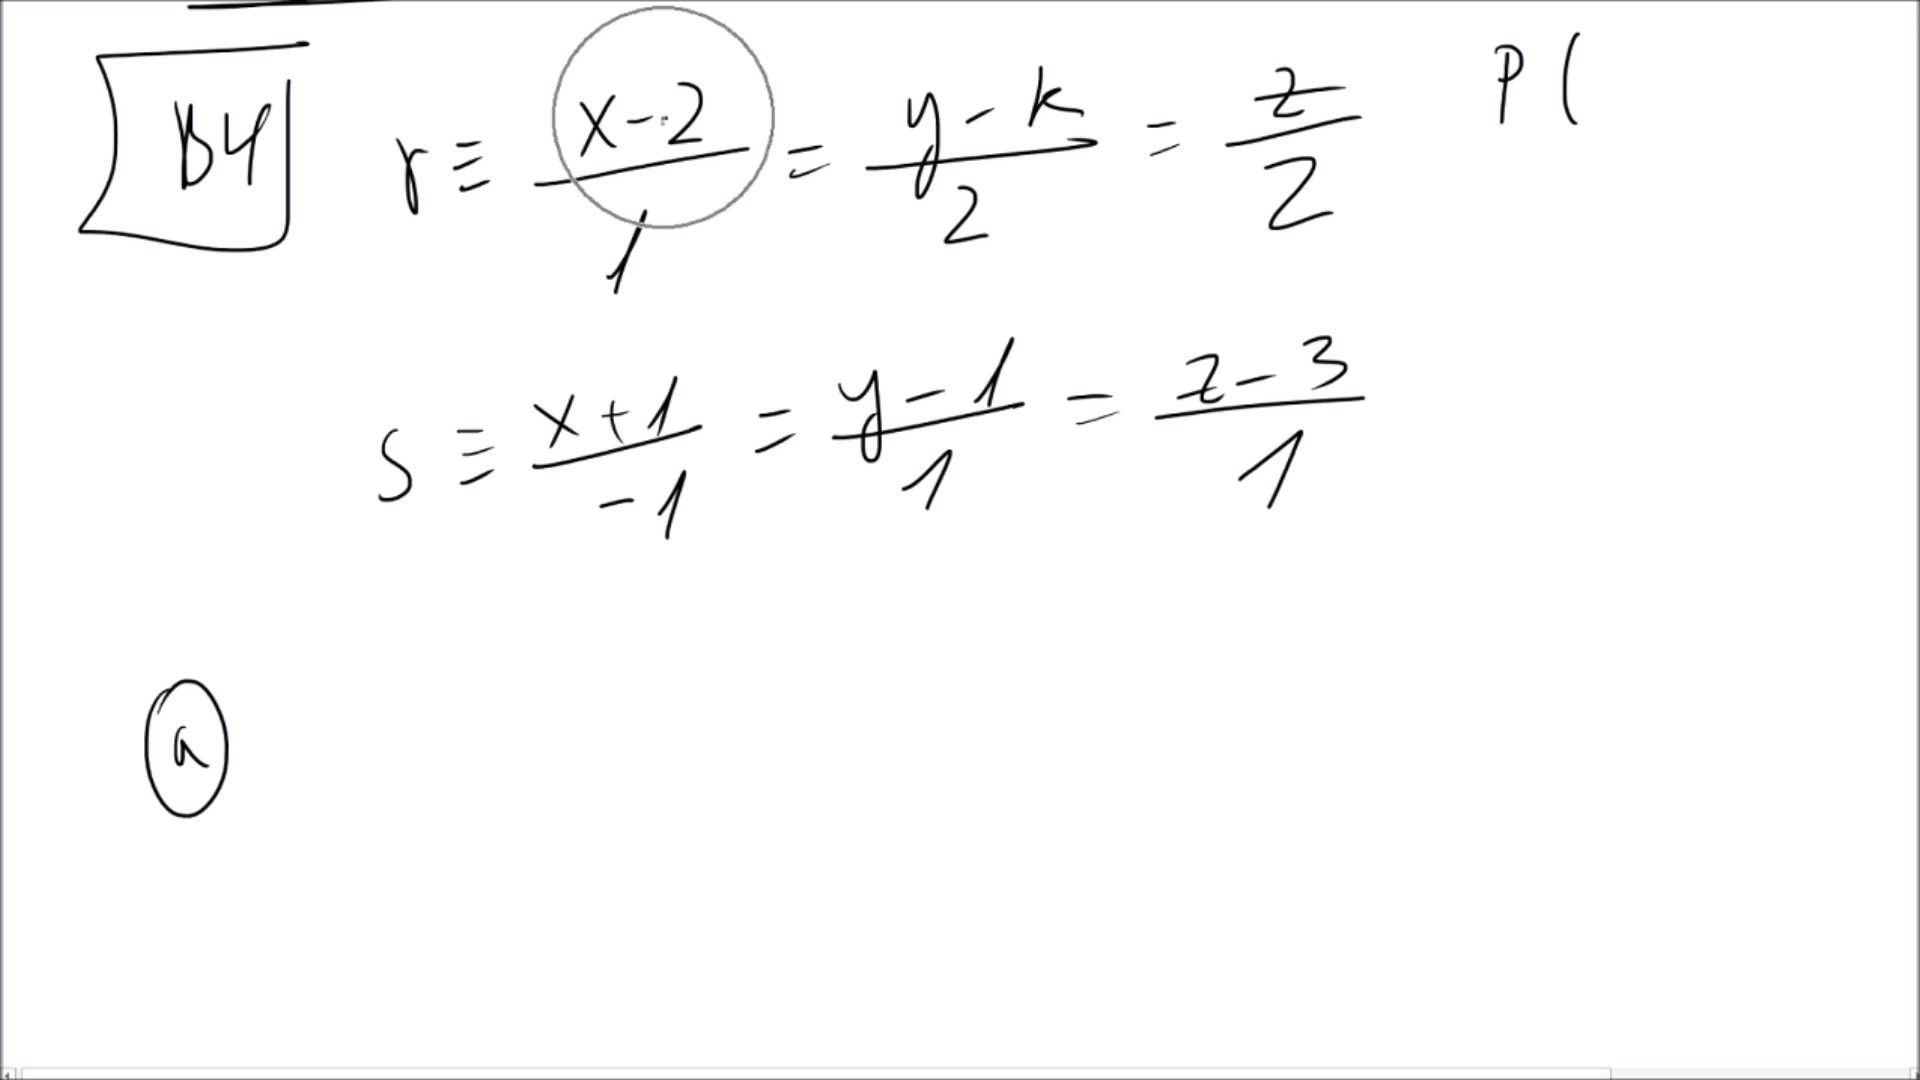 B4 r ≡ x-2/1 = y-k/2 = z/2 P(
s ≡ x+1/-1 = y-1/1 = z-3/1
a